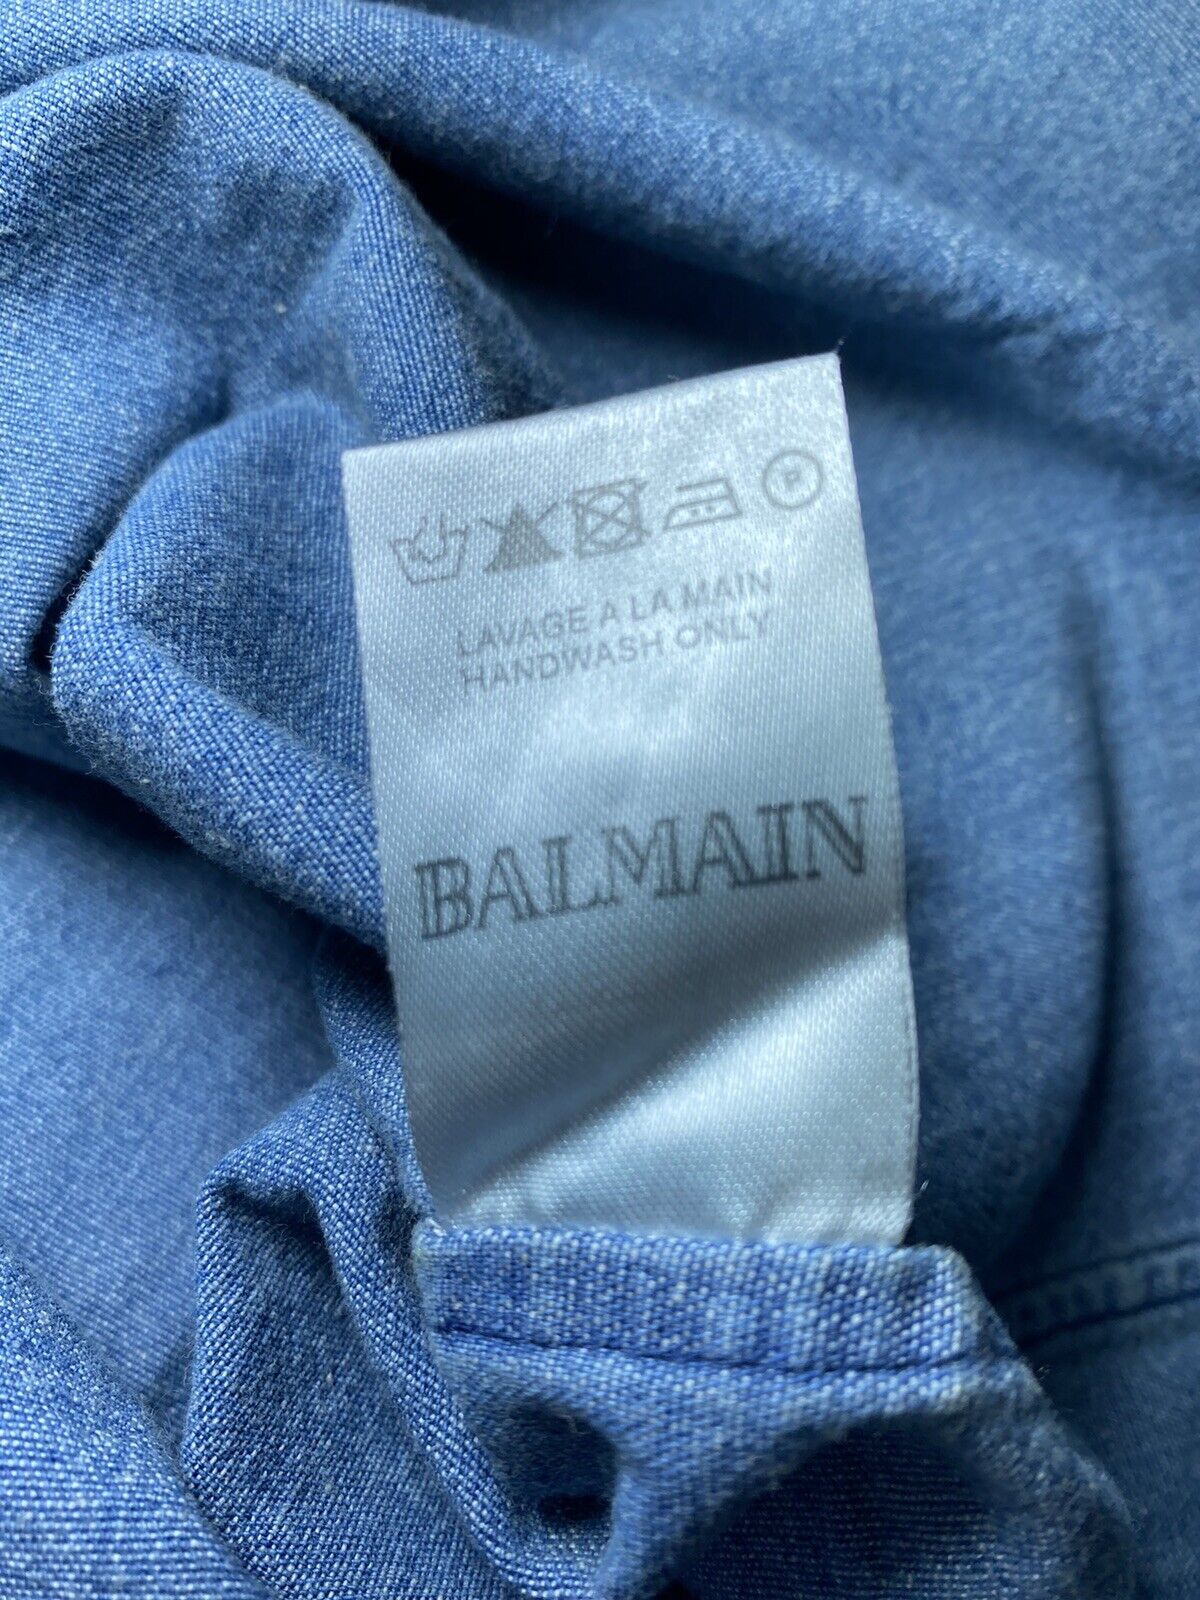 P
LAVAGE A LA MAIN
HANDWASH ONLY
BALMAIN